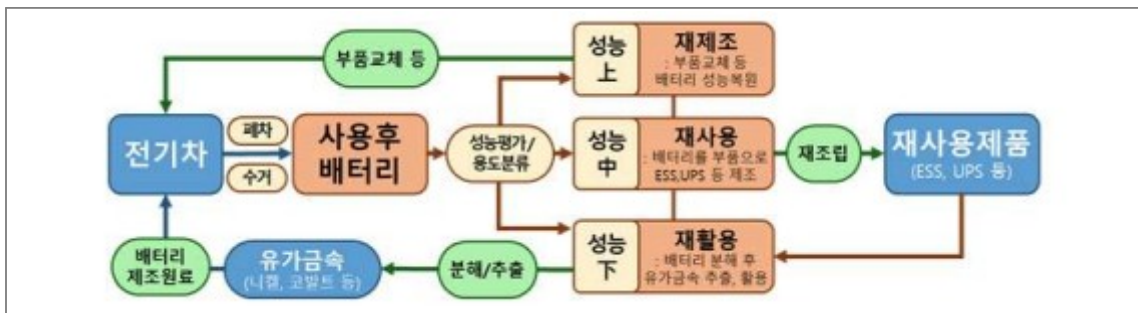 부품교체 등
성능
上
재제조
: 부품교체 등
배터리 성능복원
전기차
폐차
수거
사용후
배터리
성능평가/
용도분류
성능
中
재사용
: 배터리를 부품으로
ESS,UPS 등 제조
재조립
재사용제품
(ESS, UPS 등)
배터리
제조원료
유가금속
(니켈, 코발트 등)
분해/추출
성능
下
재활용
: 배터리 분해 후
유가금속 추출, 활용